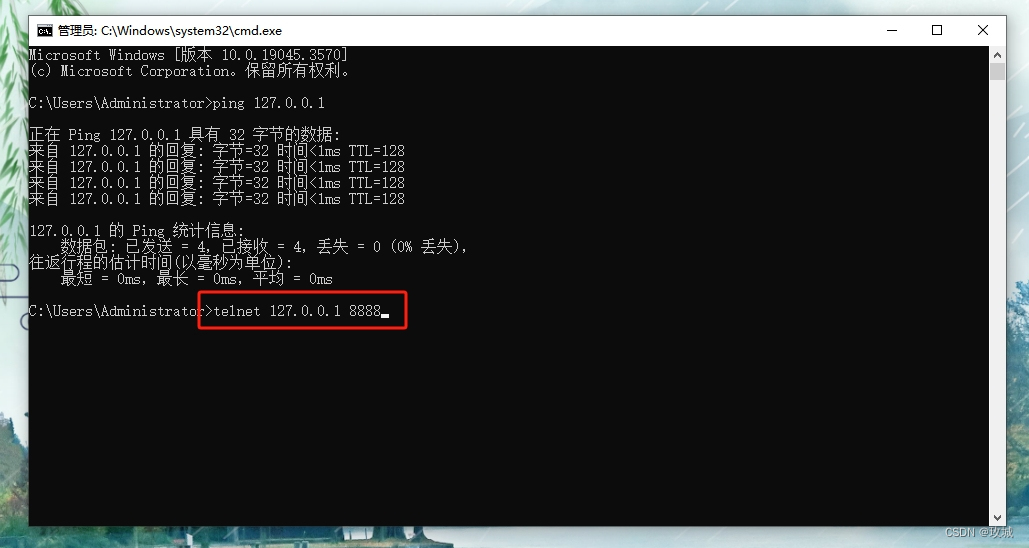 管理员: C:\Windows\system32\cmd.exe
Microsoft Windows [版本 10.0.19045.3570]
(c) Microsoft Corporation。保留所有权利。
C:\Users\Administrator>ping 127.0.0.1
正在 Ping 127.0.0.1 具有 32 字节的数据:
来自 127.0.0.1 的回复: 字节=32 时间<1ms TTL=128
来自 127.0.0.1 的回复: 字节=32 时间<1ms TTL=128
来自 127.0.0.1 的回复: 字节=32 时间<1ms TTL=128
来自 127.0.0.1 的回复: 字节=32 时间<1ms TTL=128
127.0.0.1 的 Ping 统计信息:
数据包: 已发送 = 4, 已接收 = 4, 丢失 = 0 (0% 丢失),
往返行程的估计时间(以毫秒为单位):
最短 = 0ms, 最长 = 0ms, 平均 = 0ms
C:\Users\Administrator>telnet 127.0.0.1 8888
CSDN @玫城